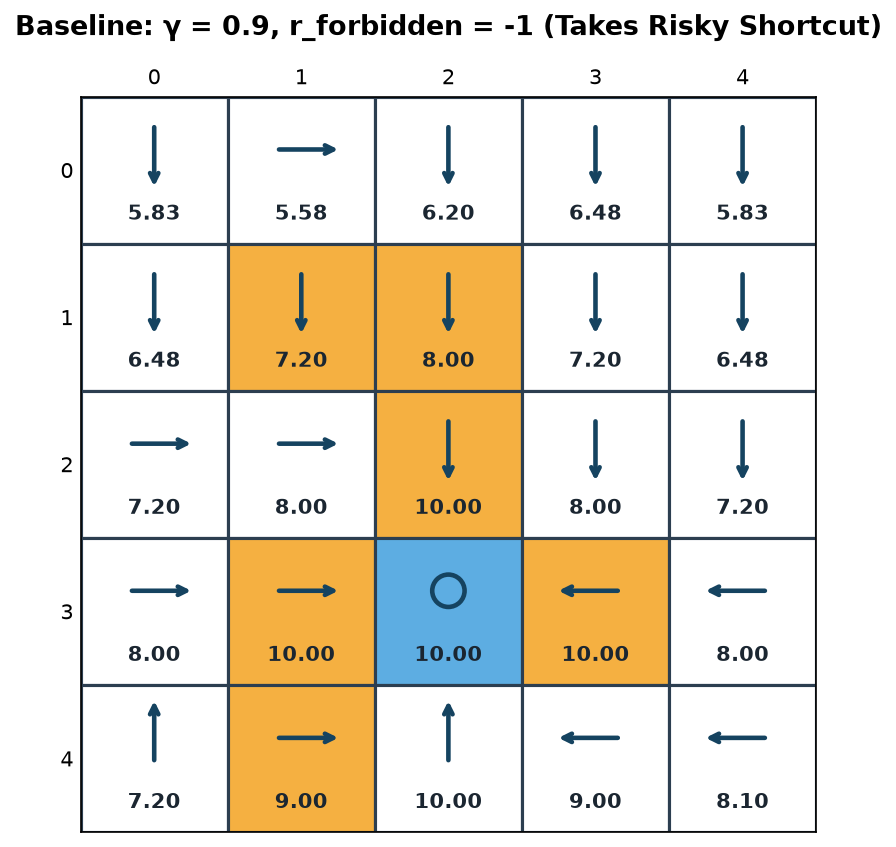 Baseline: γ = 0.9, r_forbidden = -1 (Takes Risky Shortcut)
0 1 2 3 4
0
5.83 5.58 6.20 6.48 5.83
1
6.48 7.20 8.00 7.20 6.48
2
7.20 8.00 10.00 8.00 7.20
3
8.00 10.00 10.00 10.00 8.00
4
7.20 9.00 10.00 9.00 8.10